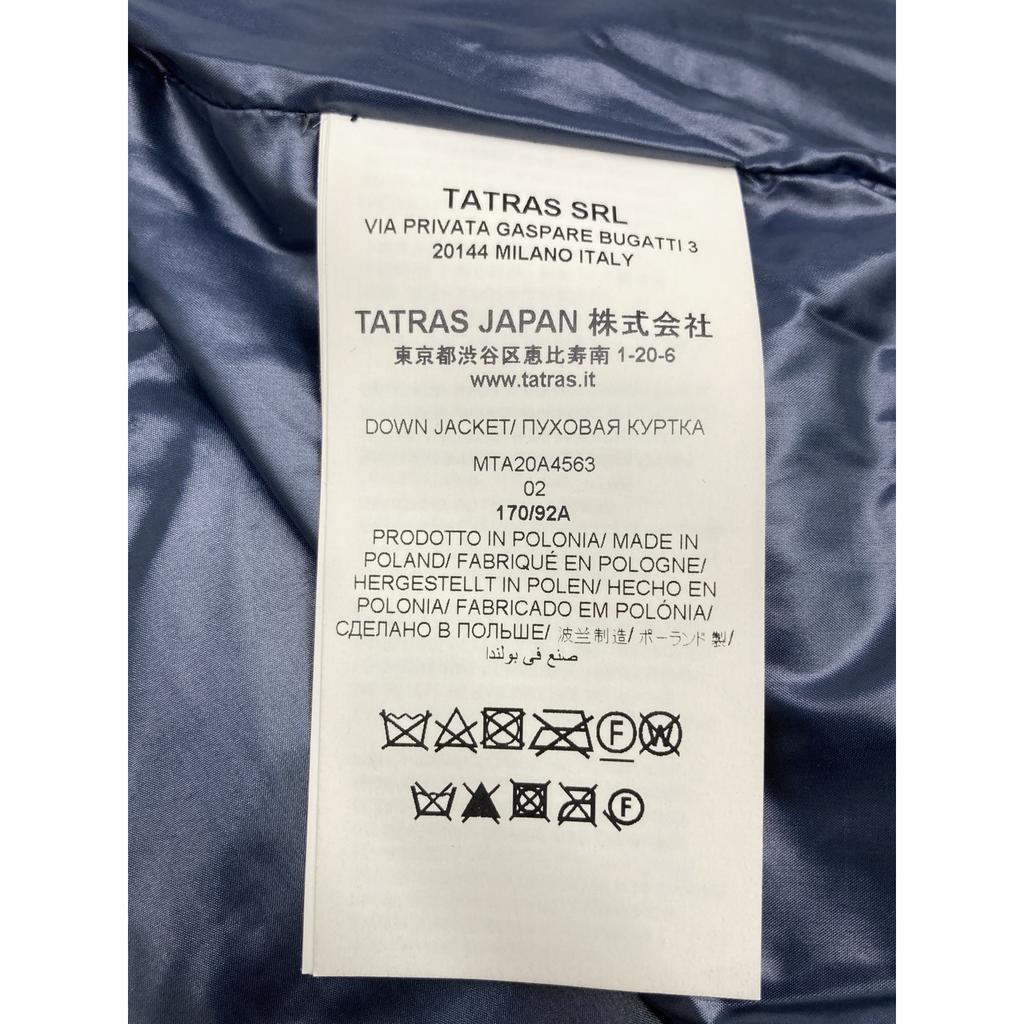 TATRAS SRL
VIA PRIVATA GASPARE BUGATTI 3
20144 MILANO ITALY
TATRAS JAPAN 株式会社
東京都渋谷区恵比寿南 1-20-6
www.tatras.it
DOWN JACKET/ ПУХОВАЯ КУРТКА
MTA20A4563
02
170/92A
PRODOTTO IN POLONIA/ MADE IN
POLAND/ FABRIQUÉ EN POLOGNE/
HERGESTELLT IN POLEN/ HECHO EN
POLONIA/ FABRICADO EM POLÓNIA/
СДЕЛАНО В ПОЛЬШЕ/ 波兰制造/ ポーランド製/
صنع في بولندا
F W
F